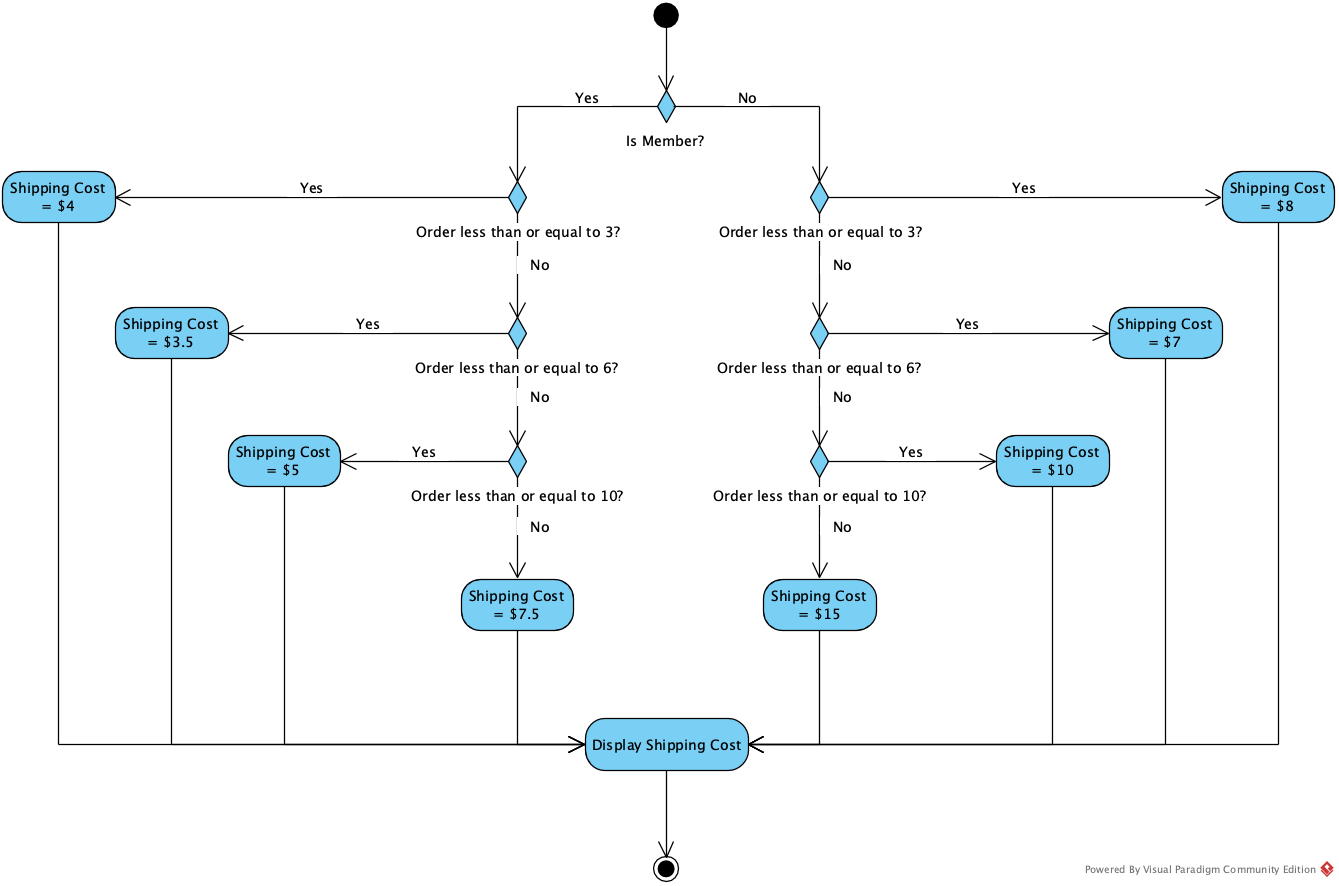 Yes
No
Is Member?
Shipping Cost
= $4
Yes
Yes
Shipping Cost
= $8
Order less than or equal to 3?
Order less than or equal to 3?
No
No
Shipping Cost
= $3.5
Yes
Yes
Shipping Cost
= $7
Order less than or equal to 6?
Order less than or equal to 6?
No
No
Shipping Cost
= $5
Yes
Yes
Shipping Cost
= $10
Order less than or equal to 10?
Order less than or equal to 10?
No
No
Shipping Cost
= $7.5
Shipping Cost
= $15
Display Shipping Cost
Powered By Visual Paradigm Community Edition